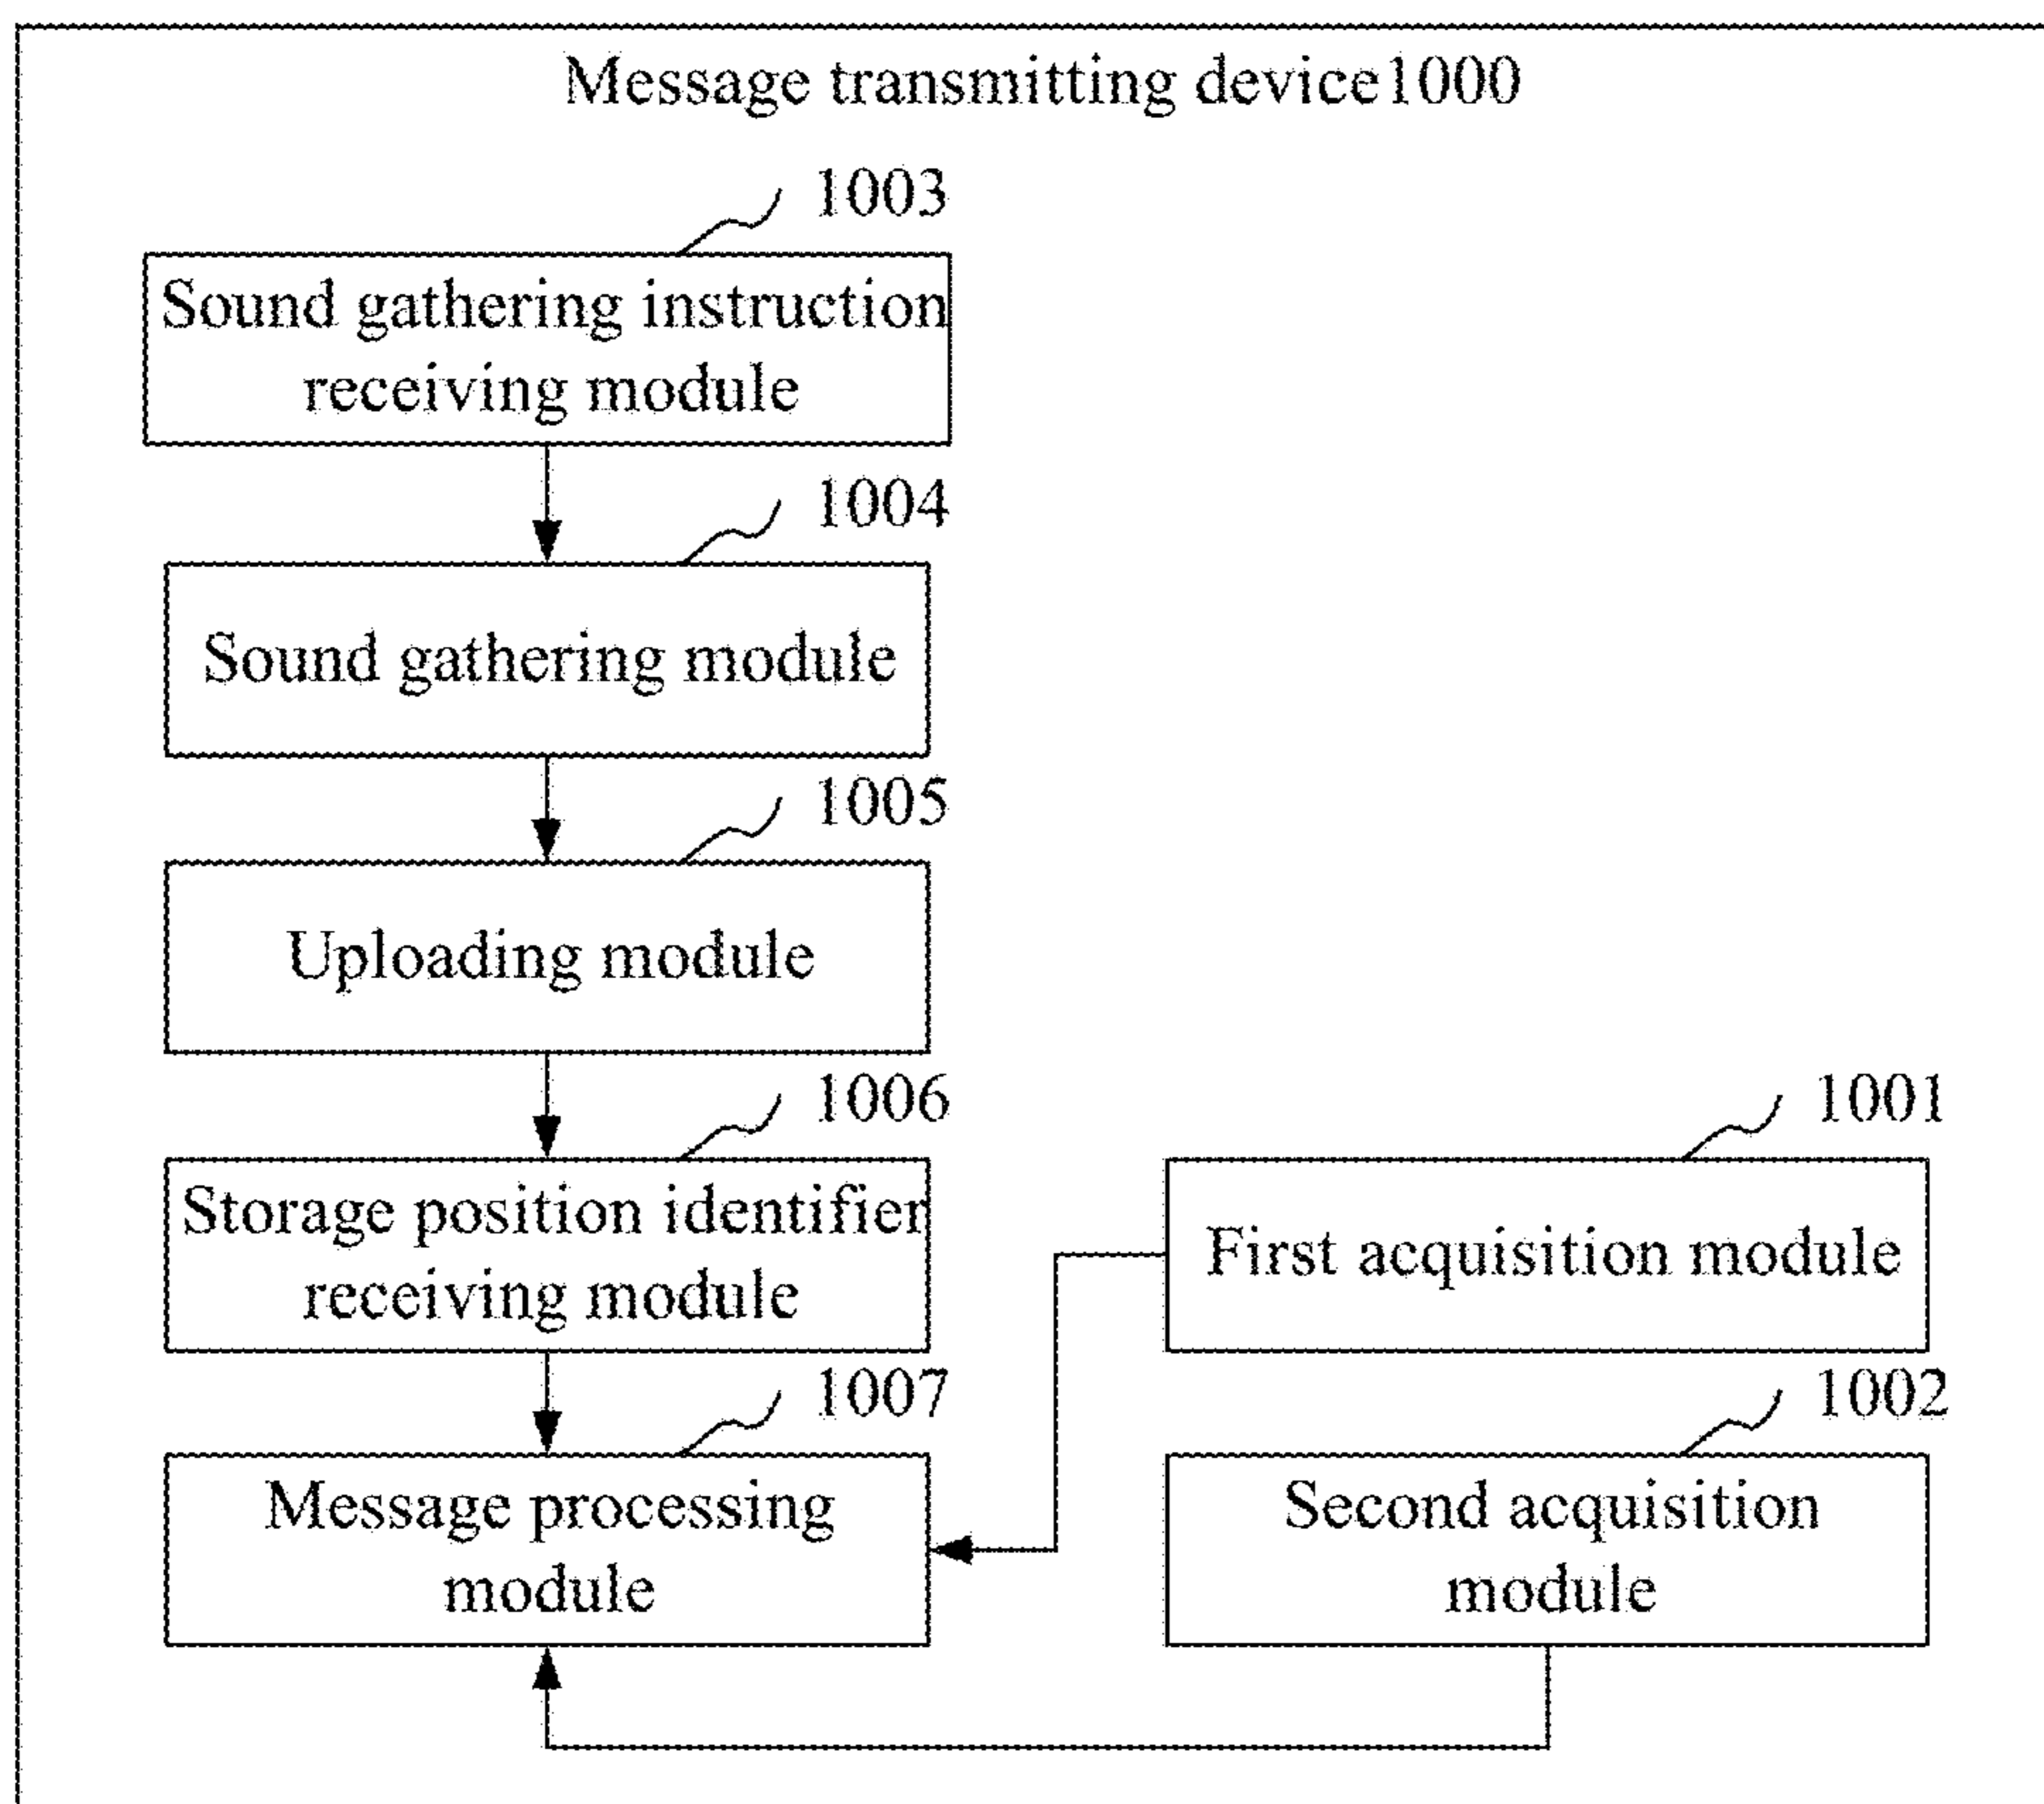 Message transmitting device1000
1003
Sound gathering instruction
receiving module
1004
Sound gathering module
1005
Uploading module
1006
Storage position identifier
receiving module
1001
First acquisition module
1007
Message processing
module
1002
Second acquisition
module